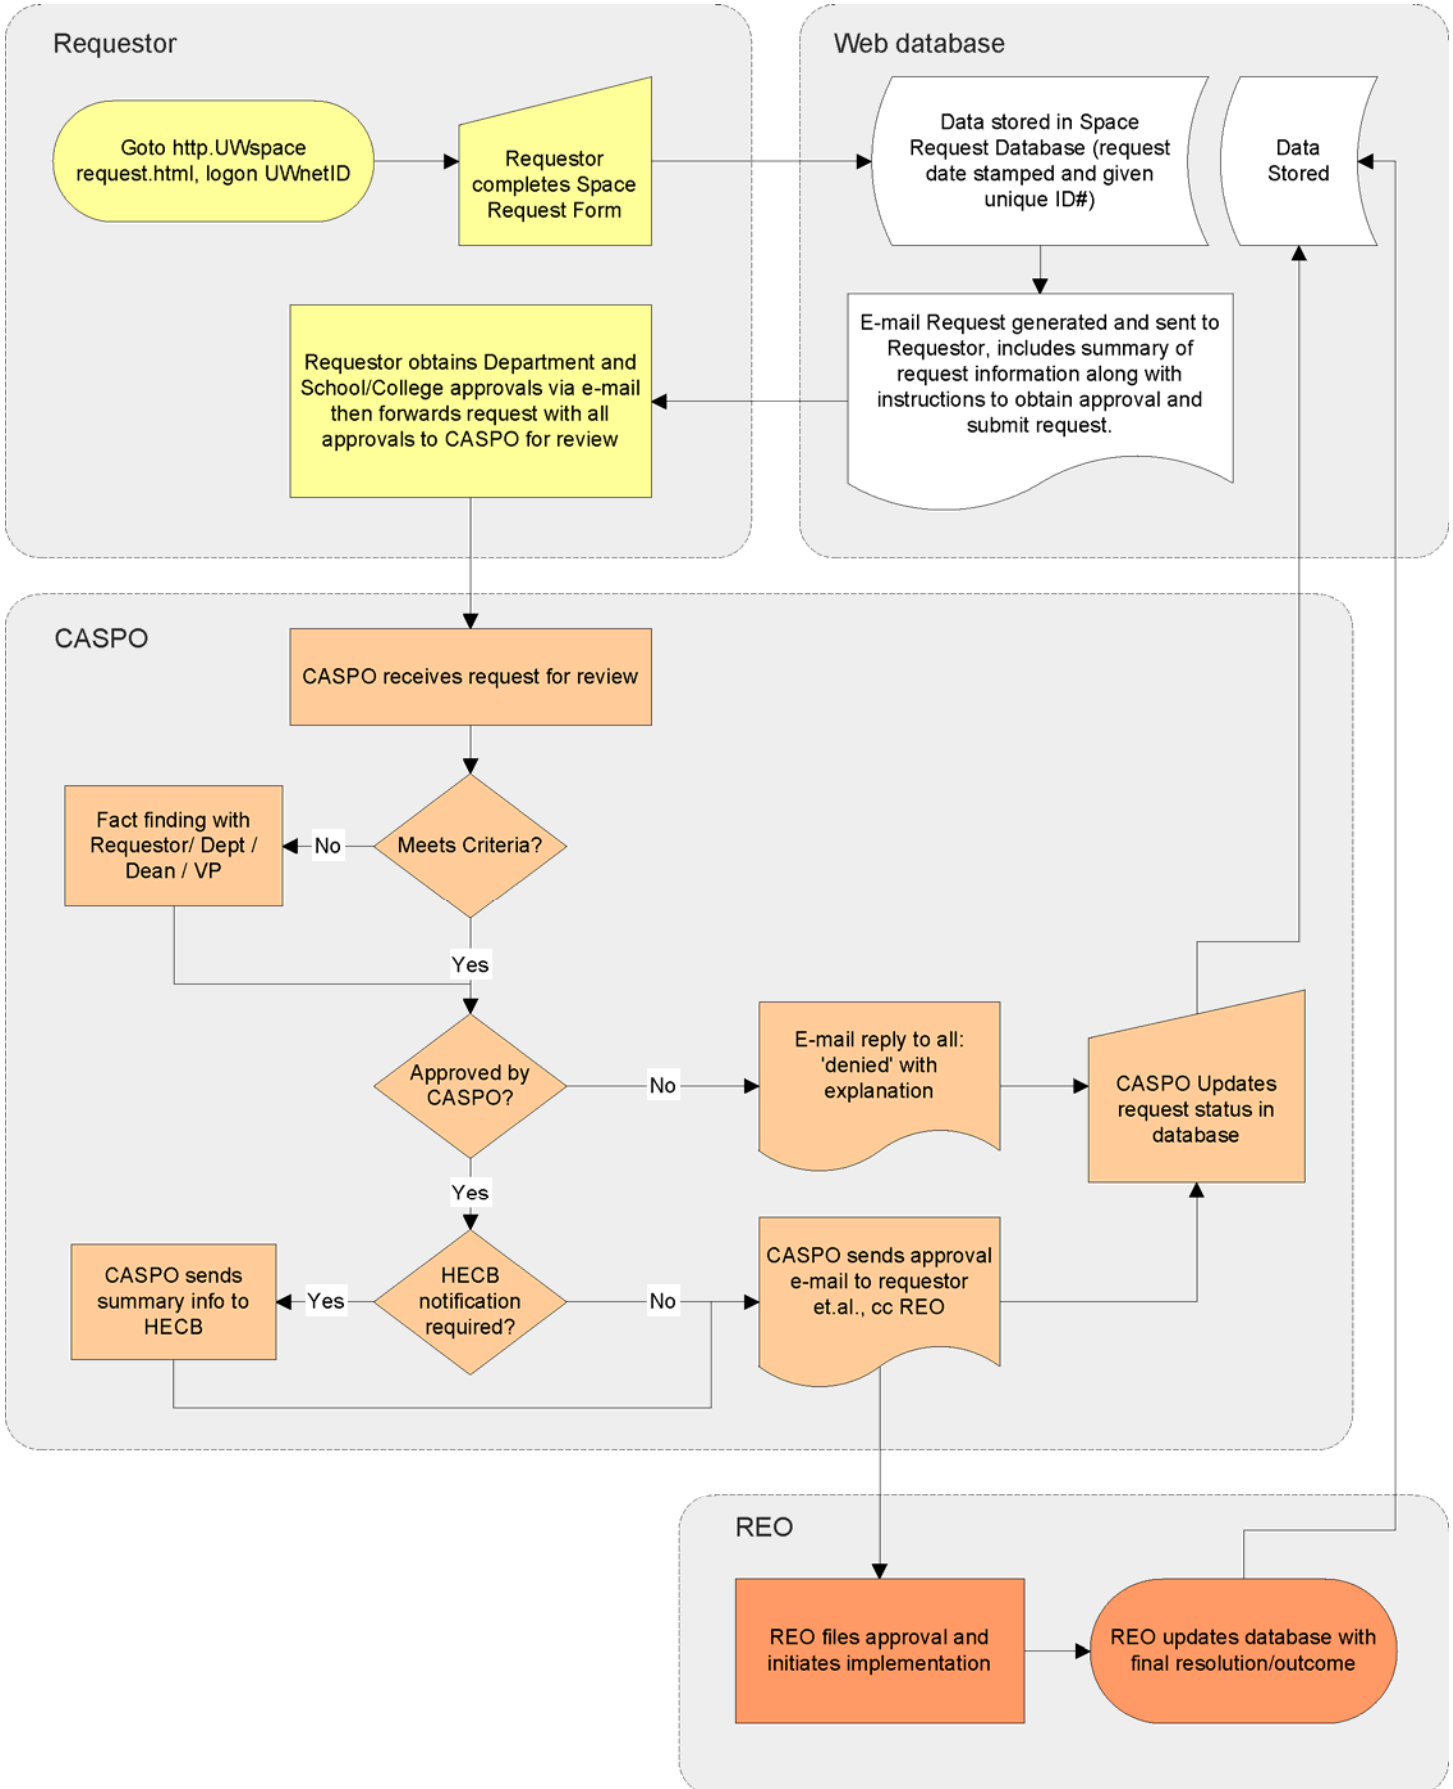 Requestor
Goto http.UWspace
request.html, logon UWnetID
Requestor
completes Space
Request Form
Requestor obtains Department and
School/College approvals via e-mail
then forwards request with all
approvals to CASPO for review
Web database
Data stored in Space
Request Database (request
date stamped and given
unique ID#)
Data
Stored
E-mail Request generated and sent to
Requestor, includes summary of
request information along with
instructions to obtain approval and
submit request.
CASPO
CASPO receives request for review
Meets Criteria?
No
Fact finding with
Requestor/ Dept /
Dean / VP
Yes
Approved by
CASPO?
No
E-mail reply to all:
'denied' with
explanation
CASPO Updates
request status in
database
Yes
HECB
notification
required?
Yes
CASPO sends
summary info to
HECB
No
CASPO sends approval
e-mail to requestor
et.al., cc REO
REO
REO files approval and
initiates implementation
REO updates database with
final resolution/outcome